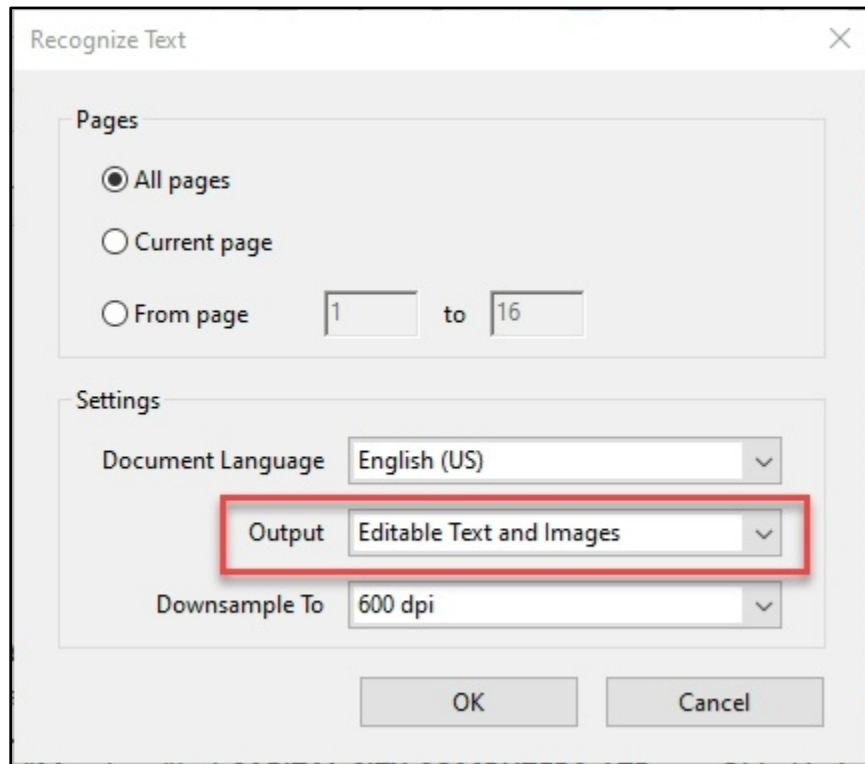 Recognize Text
Pages
All pages
Current page
From page 1 to 16
Settings
Document Language English (US)
Output Editable Text and Images
Downsample To 600 dpi
OK Cancel